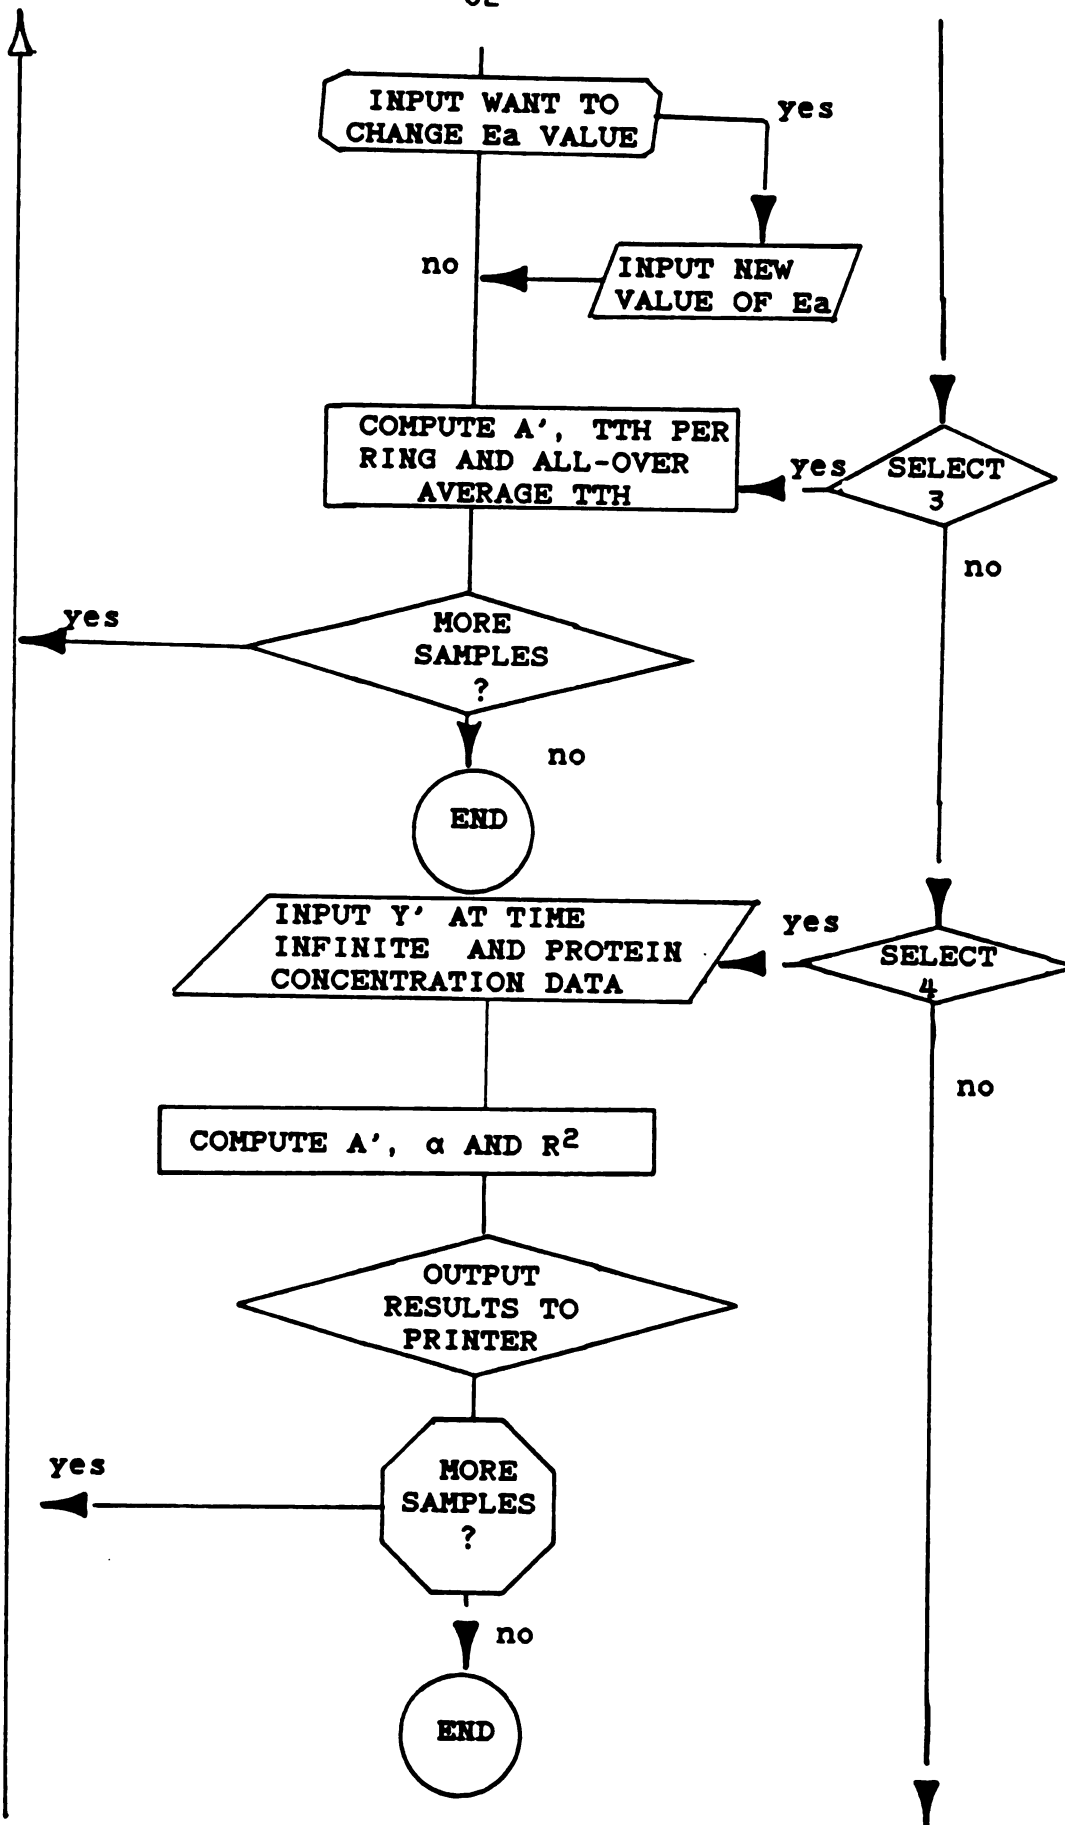 INPUT WANT TO
CHANGE Ea VALUE
yes
no
INPUT NEW
VALUE OF Ea
COMPUTE A', TTH PER
RING AND ALL-OVER
AVERAGE TTH
yes
SELECT
3
no
yes
MORE
SAMPLES
?
no
END
INPUT Y' AT TIME
INFINITE AND PROTEIN
CONCENTRATION DATA
yes
SELECT
4
no
COMPUTE A', α AND R²
OUTPUT
RESULTS TO
PRINTER
yes
MORE
SAMPLES
?
no
END